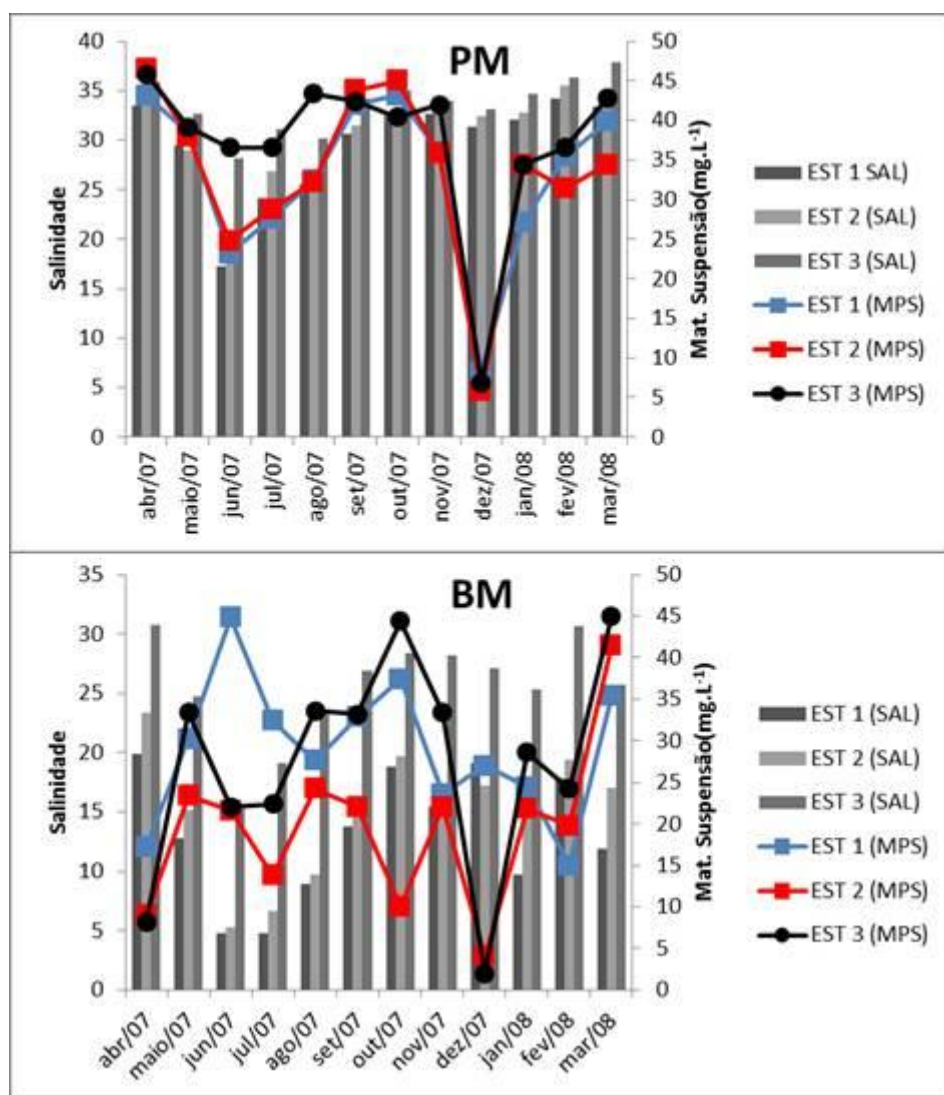 PM
40
35
30
25
20
15
10
5
0
Salinidade
50
45
40
35
30
25
20
15
10
5
0
Mat. Suspensão(mg.L-1)
abr/07
maio/07
jun/07
jul/07
ago/07
set/07
out/07
nov/07
dez/07
jan/08
fev/08
mar/08
EST 1 SAL)
EST 2 (SAL)
EST 3 (SAL)
EST 1 (MPS)
EST 2 (MPS)
EST 3 (MPS)
BM
35
30
25
20
15
10
5
0
Salinidade
50
45
40
35
30
25
20
15
10
5
0
Mat. Suspensão(mg.L-1)
abr/07
maio/07
jun/07
jul/07
ago/07
set/07
out/07
nov/07
dez/07
jan/08
fev/08
mar/08
EST 1 (SAL)
EST 2 (SAL)
EST 3 (SAL)
EST 1 (MPS)
EST 2 (MPS)
EST 3 (MPS)